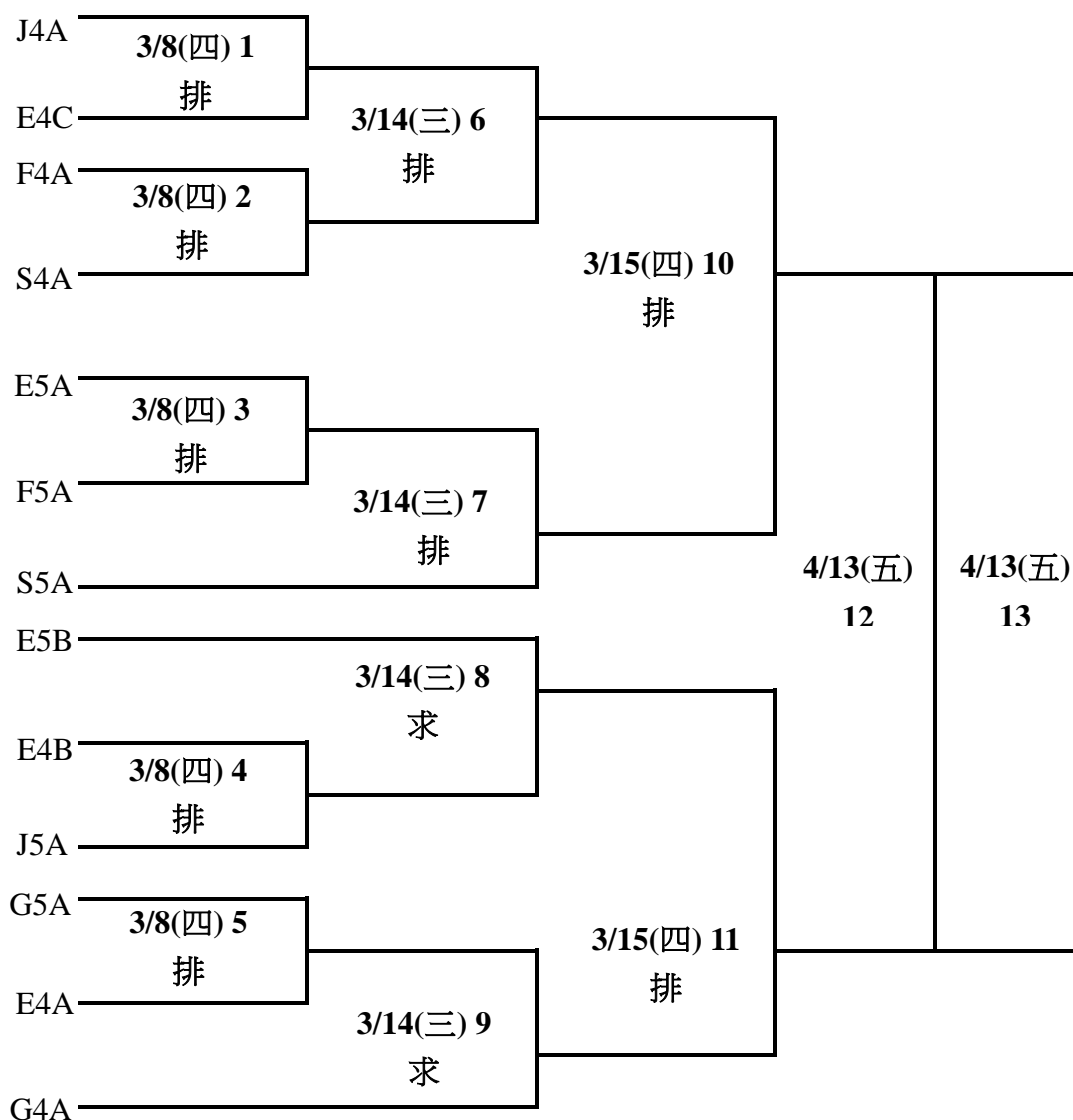 J4A
3/8(四) 1
排
E4C
3/14(三) 6
排
F4A
3/8(四) 2
排
S4A
3/15(四) 10
排
E5A
3/8(四) 3
排
F5A
3/14(三) 7
排
S5A
4/13(五)
12
4/13(五)
13
E5B
3/14(三) 8
求
E4B
3/8(四) 4
排
J5A
G5A
3/8(四) 5
排
E4A
3/15(四) 11
排
3/14(三) 9
求
G4A